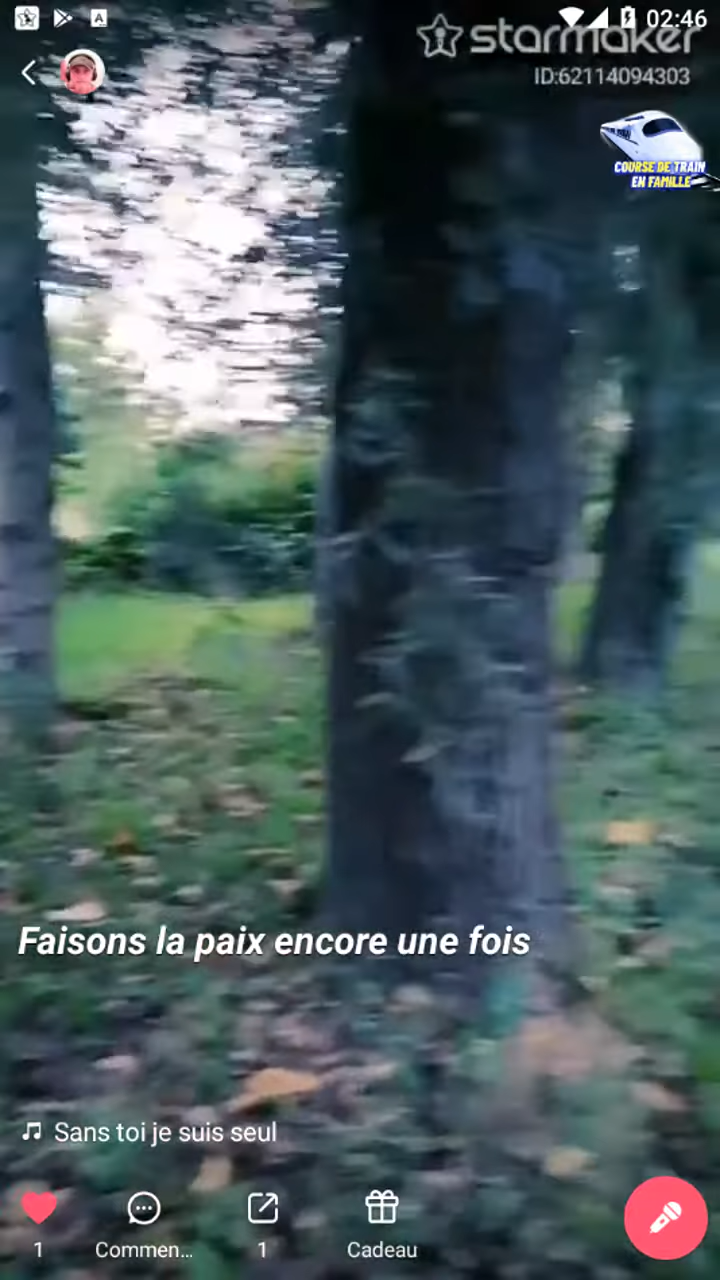 02:46
starmaker
ID:62114094303
COURSE DE TRAIN
EN FAMILLE
Faisons la paix encore une fois
Sans toi je suis seul
1
Commen...
1
Cadeau